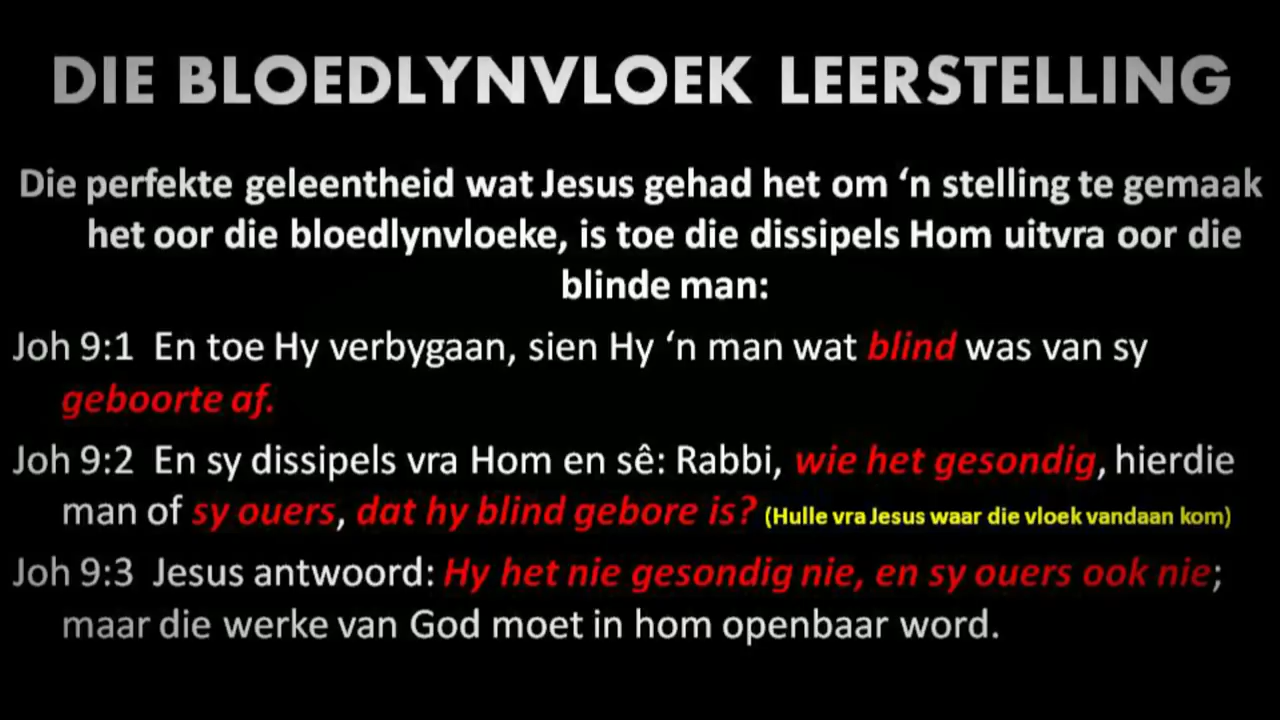 DIE BLOEDLYNVLOEK LEERSTELLING
Die perfekte geleentheid wat Jesus gehad het om ‘n stelling te gemaak
het oor die bloedlynvloeke, is toe die dissipels Hom uitvra oor die
blinde man:
Joh 9:1 En toe Hy verbygaan, sien Hy ‘n man wat blind was van sy
geboorte af.
Joh 9:2 En sy dissipels vra Hom en sê: Rabbi, wie het gesondig, hierdie
man of sy ouers, dat hy blind gebore is? (Hulle vra Jesus waar die vloek vandaan kom)
Joh 9:3 Jesus antwoord: Hy het nie gesondig nie, en sy ouers ook nie;
maar die werke van God moet in hom openbaar word.